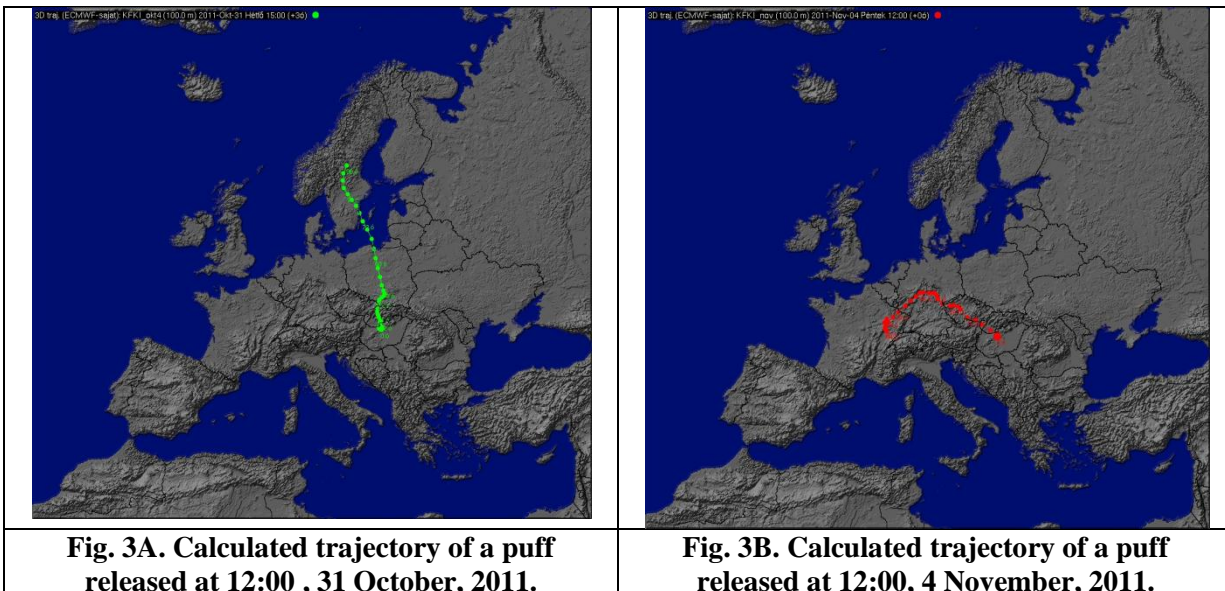 3D traj. (ECMWF-sajat): KFKI_okt4 (100.0 m) 2011-Okt-31 Hétfő 15:00 (+3ó)
3D traj. (ECMWF-sajat): KFKI_nov (100.0 m) 2011-Nov-04 Péntek 12:00 (+0ó)
Fig. 3A. Calculated trajectory of a puff
released at 12:00 , 31 October, 2011.
Fig. 3B. Calculated trajectory of a puff
released at 12:00, 4 November, 2011.